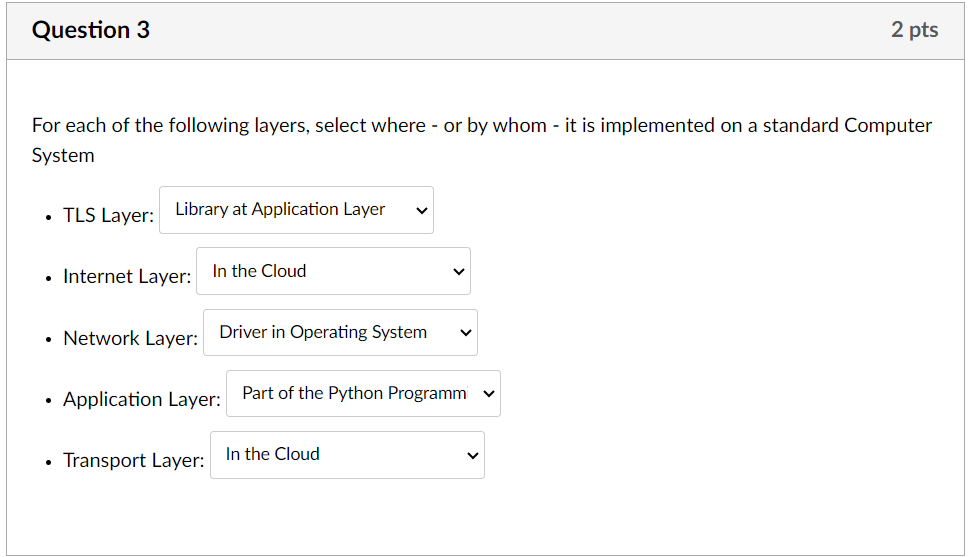 Question 3
2 pts
For each of the following layers, select where - or by whom - it is implemented on a standard Computer
System
• TLS Layer: Library at Application Layer
• Internet Layer: In the Cloud
• Network Layer: Driver in Operating System
• Application Layer: Part of the Python Programmi
• Transport Layer: In the Cloud